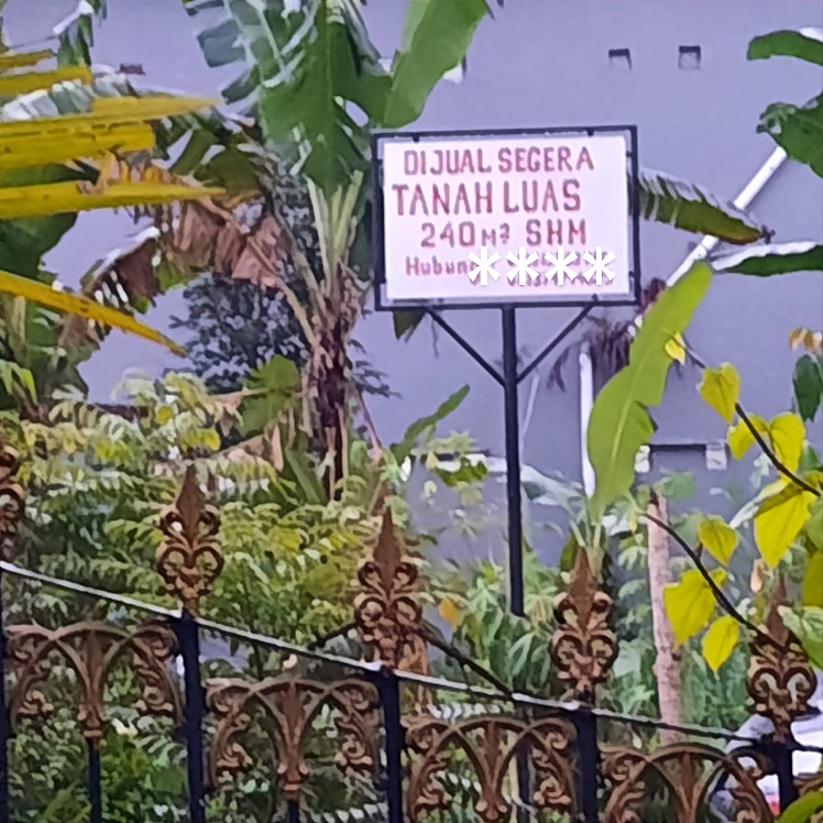 DIJUAL SEGERA
TANAH LUAS
240 M² SHM
****